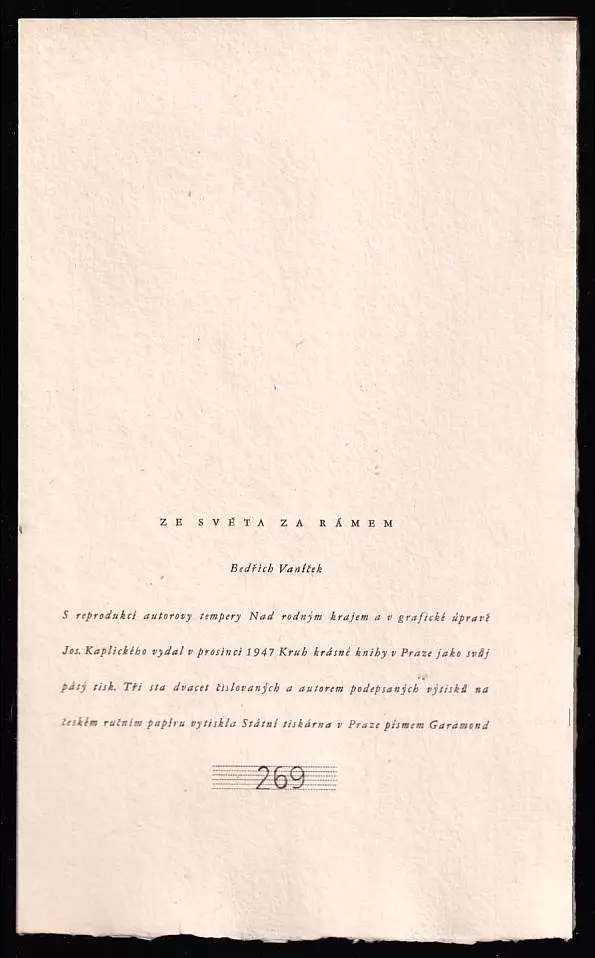 ZE SVĚTA ZA RÁMEM
Bedřich Vaníček
S reprodukcí autorovy tempery Nad rodným krajem a v grafické úpravě
Jos. Kaplického vydal v prosinci 1947 Kruh krásné knihy v Praze jako svůj
pátý tisk. Tři sta dvacet číslovaných a autorem podepsaných výtisků na
českém ručním papíru vytiskla Státní tiskárna v Praze písmem Garamond
269